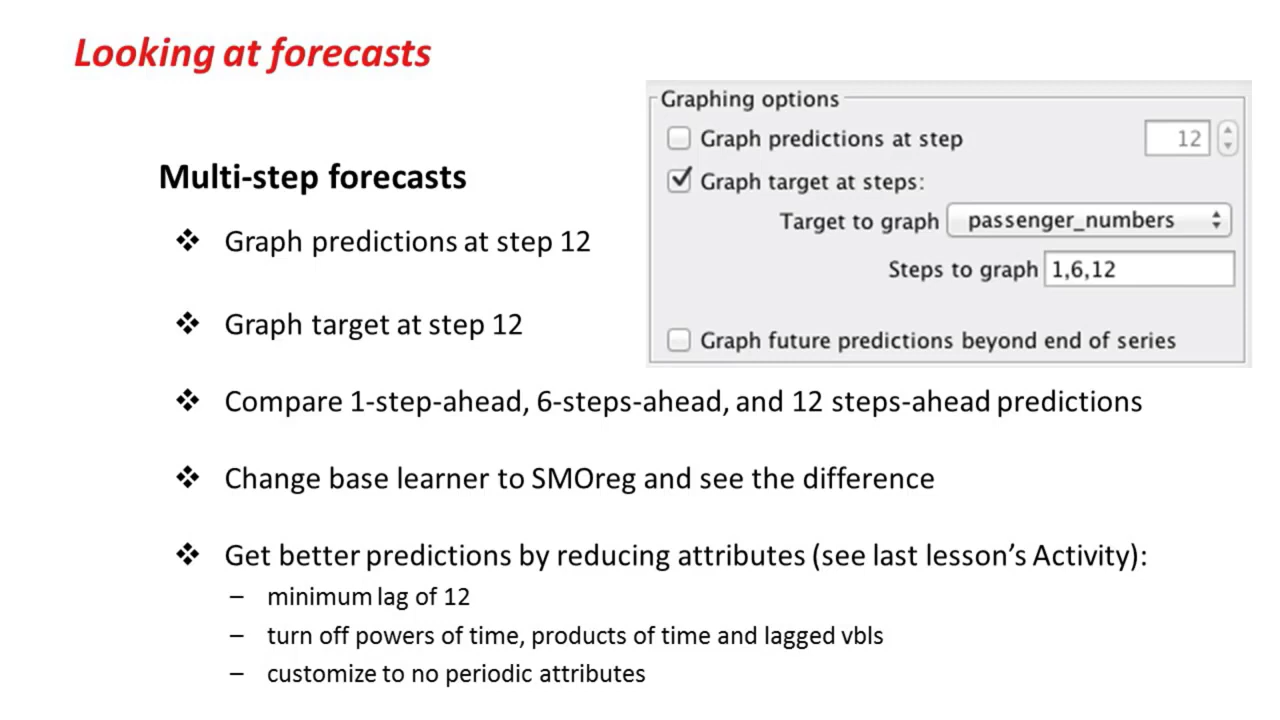 Looking at forecasts
Graphing options
Graph predictions at step 12
Graph target at steps:
Target to graph passenger_numbers
Steps to graph 1,6,12
Graph future predictions beyond end of series
Multi-step forecasts
❖ Graph predictions at step 12
❖ Graph target at step 12
❖ Compare 1-step-ahead, 6-steps-ahead, and 12 steps-ahead predictions
❖ Change base learner to SMOreg and see the difference
❖ Get better predictions by reducing attributes (see last lesson’s Activity):
– minimum lag of 12
– turn off powers of time, products of time and lagged vbls
– customize to no periodic attributes